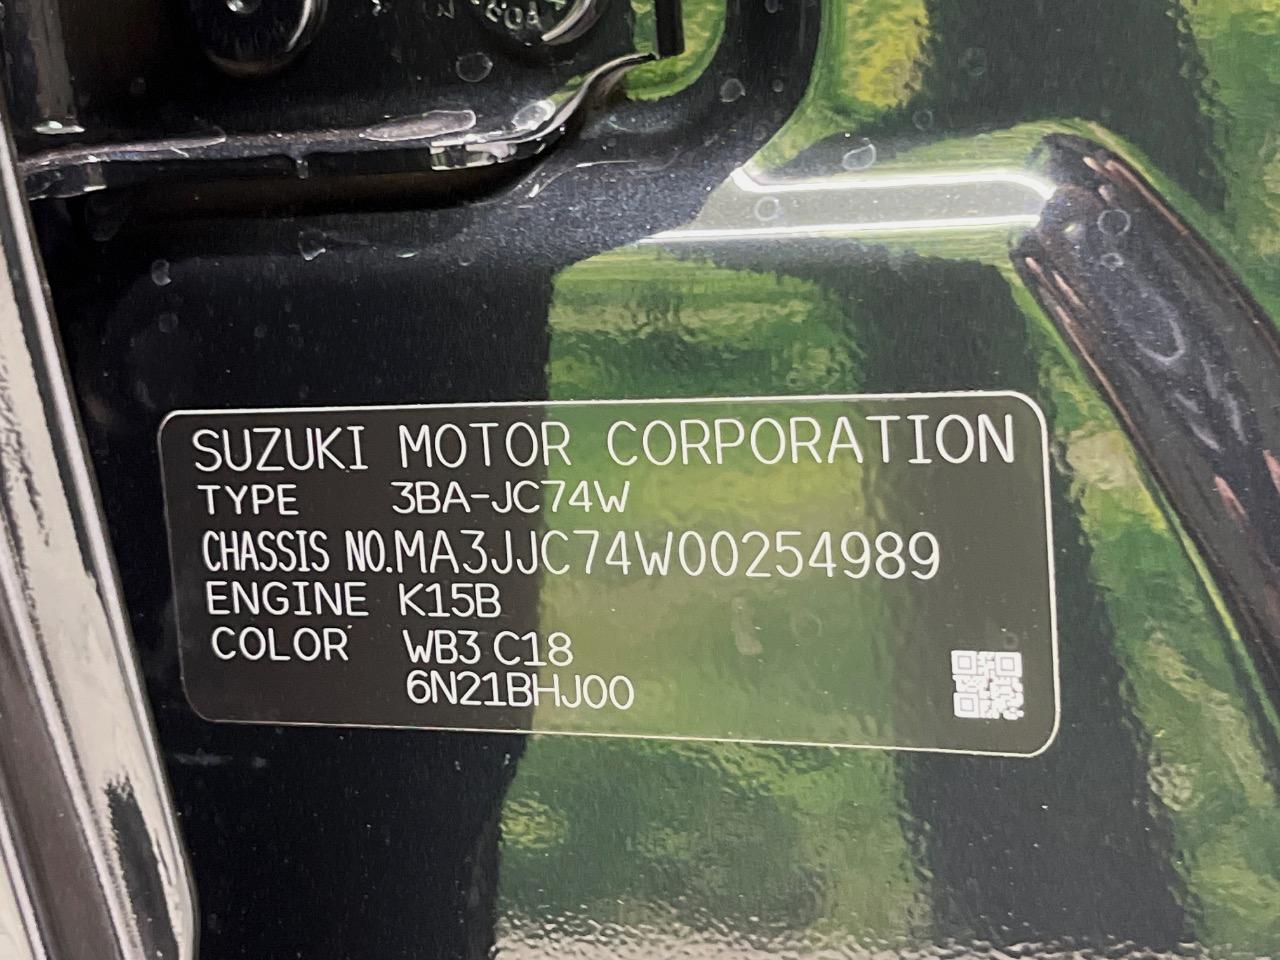 SUZUKI MOTOR CORPORATION
TYPE 3BA-JC74W
CHASSIS NO.MA3JJC74W00254989
ENGINE K15B
COLOR WB3 C18
6N21BHJ00